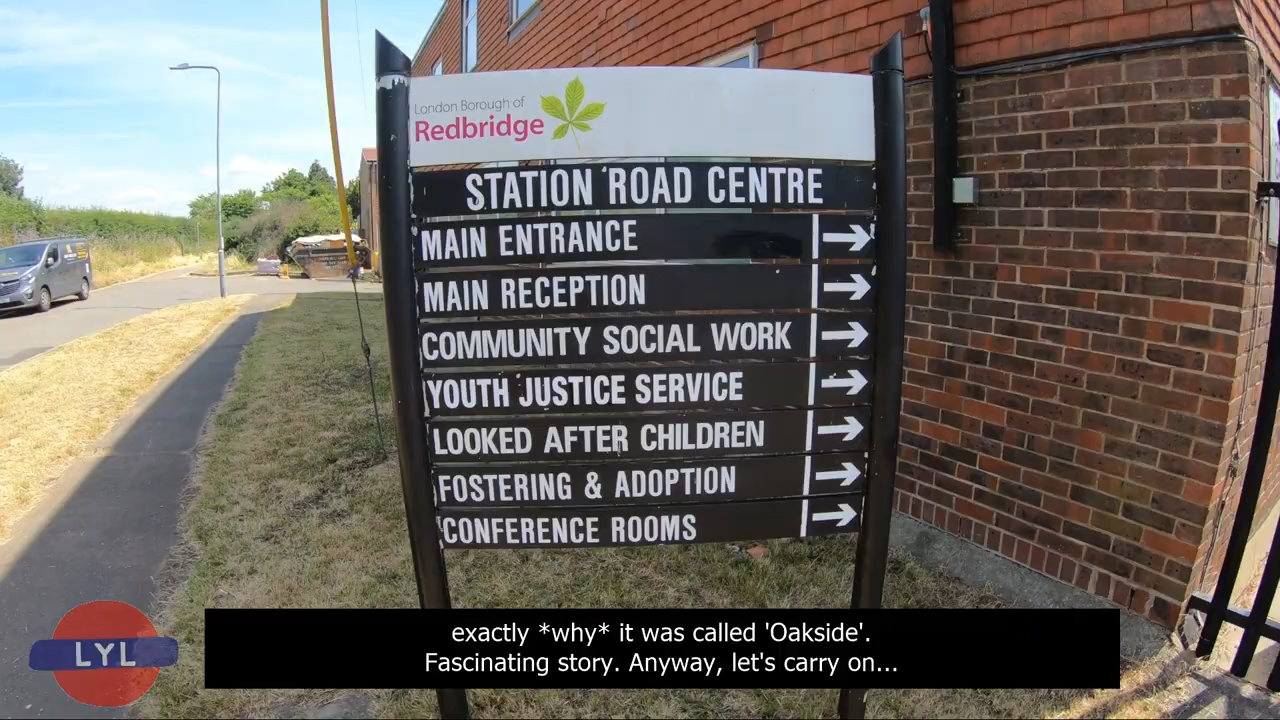 London Borough of
Redbridge
STATION ROAD CENTRE
MAIN ENTRANCE
MAIN RECEPTION
COMMUNITY SOCIAL WORK
YOUTH JUSTICE SERVICE
LOOKED AFTER CHILDREN
FOSTERING & ADOPTION
CONFERENCE ROOMS
exactly *why* it was called 'Oakside'.
Fascinating story. Anyway, let's carry on...
LYL